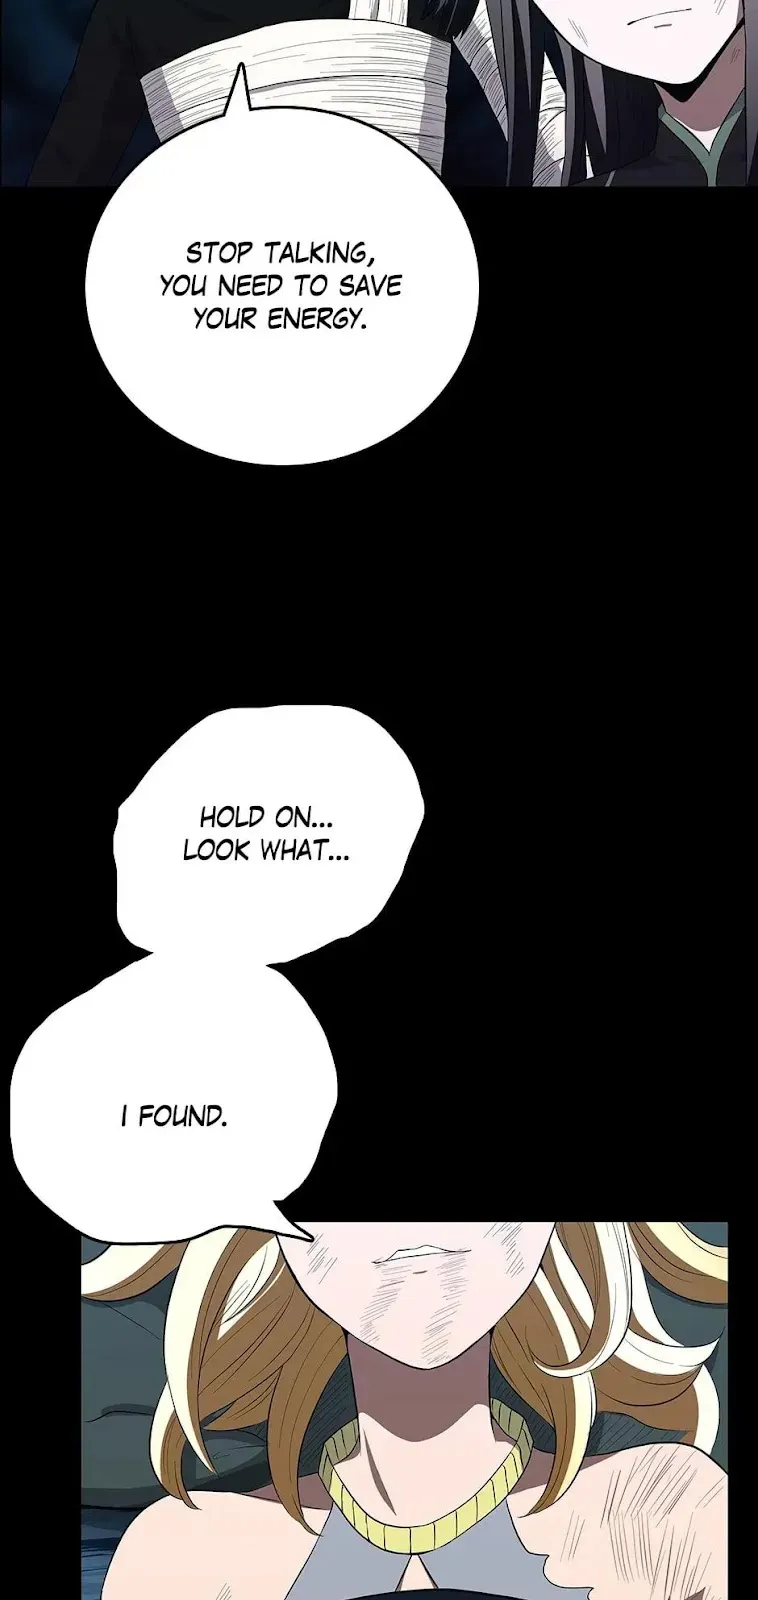 STOP TALKING,
YOU NEED TO SAVE
YOUR ENERGY.
HOLD ON...
LOOK WHAT...
I FOUND.